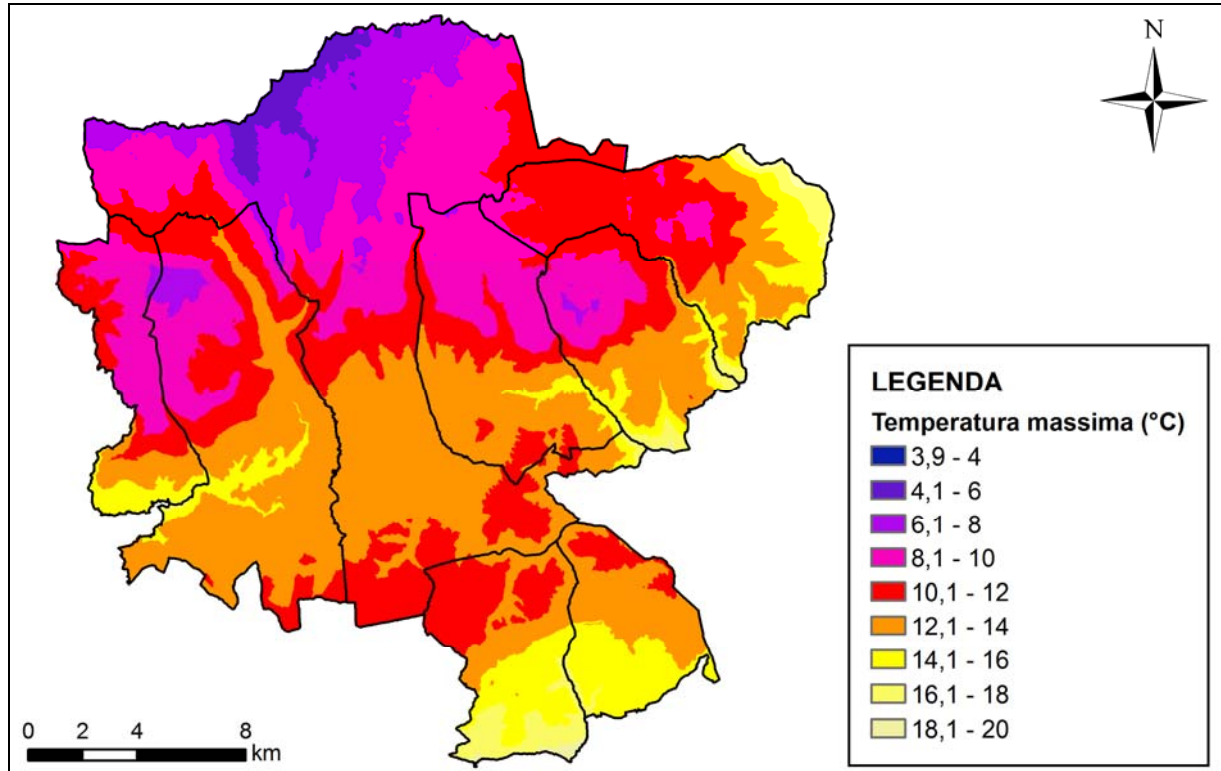 N
LEGENDA
Temperatura massima (°C)
3,9 - 4
4,1 - 6
6,1 - 8
8,1 - 10
10,1 - 12
12,1 - 14
14,1 - 16
16,1 - 18
18,1 - 20
0 2 4 8
km